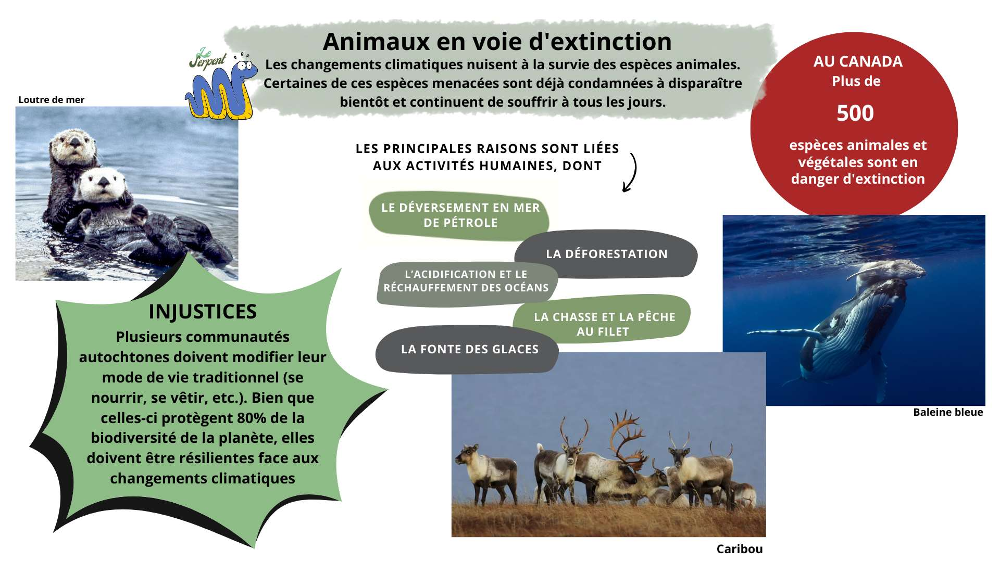 Animaux en voie d'extinction
Les changements climatiques nuisent à la survie des espèces animales.
Certaines de ces espèces menacées sont déjà condamnées à disparaître
bientôt et continuent de souffrir à tous les jours.
Le
Serpent
AU CANADA
Plus de
500
espèces animales et
végétales sont en
danger d'extinction
Loutre de mer
LES PRINCIPALES RAISONS SONT LIÉES
AUX ACTIVITÉS HUMAINES, DONT
LE DÉVERSEMENT EN MER
DE PÉTROLE
LA DÉFORESTATION
L'ACIDIFICATION ET LE
RÉCHAUFFEMENT DES OCÉANS
LA CHASSE ET LA PÊCHE
AU FILET
LA FONTE DES GLACES
INJUSTICES
Plusieurs communautés
autochtones doivent modifier leur
mode de vie traditionnel (se
nourrir, se vêtir, etc.). Bien que
celles-ci protègent 80% de la
biodiversité de la planète, elles
doivent être résilientes face aux
changements climatiques
Baleine bleue
Caribou